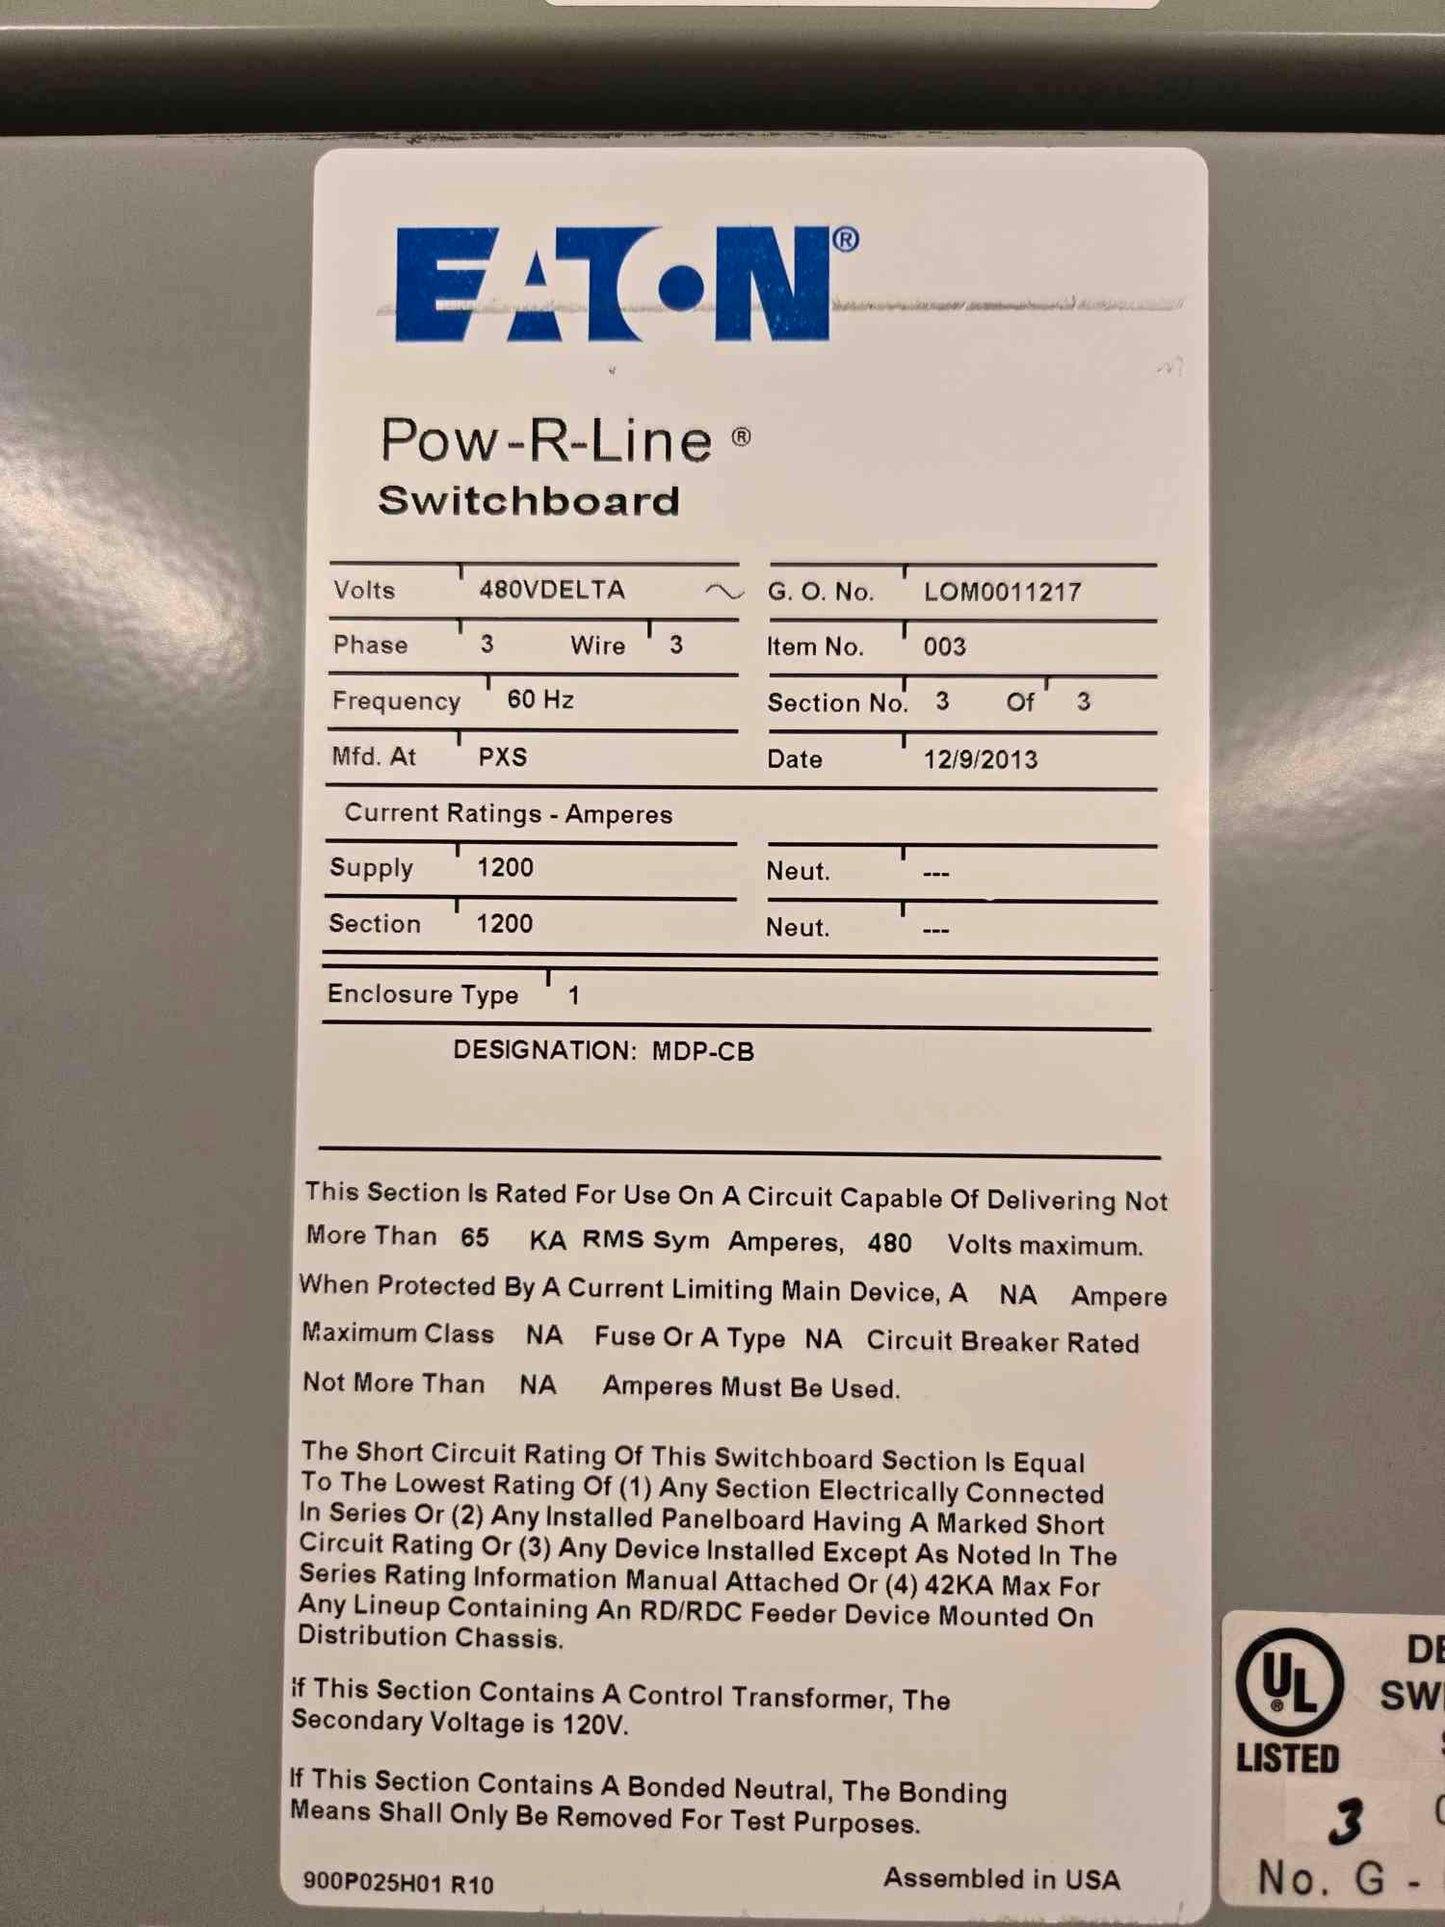 EATON®
Pow-R-Line ®
Switchboard
Volts 480VDELTA G. O. No. LOM0011217
Phase 3 Wire 3 Item No. 003
Frequency 60 Hz Section No. 3 Of 3
Mfd. At PXS Date 12/9/2013
Current Ratings - Amperes
Supply 1200 Neut. ---
Section 1200 Neut. ---
Enclosure Type 1
DESIGNATION: MDP-CB
This Section Is Rated For Use On A Circuit Capable Of Delivering Not
More Than 65 KA RMS Sym Amperes, 480 Volts maximum.
When Protected By A Current Limiting Main Device, A NA Ampere
Maximum Class NA Fuse Or A Type NA Circuit Breaker Rated
Not More Than NA Amperes Must Be Used.
The Short Circuit Rating Of This Switchboard Section Is Equal
To The Lowest Rating Of (1) Any Section Electrically Connected
In Series Or (2) Any Installed Panelboard Having A Marked Short
Circuit Rating Or (3) Any Device Installed Except As Noted In The
Series Rating Information Manual Attached Or (4) 42KA Max For
Any Lineup Containing An RD/RDC Feeder Device Mounted On
Distribution Chassis.
If This Section Contains A Control Transformer, The
Secondary Voltage is 120V.
If This Section Contains A Bonded Neutral, The Bonding
Means Shall Only Be Removed For Test Purposes.
900P025H01 R10 Assembled in USA
UL®
LISTED
3
No. G -